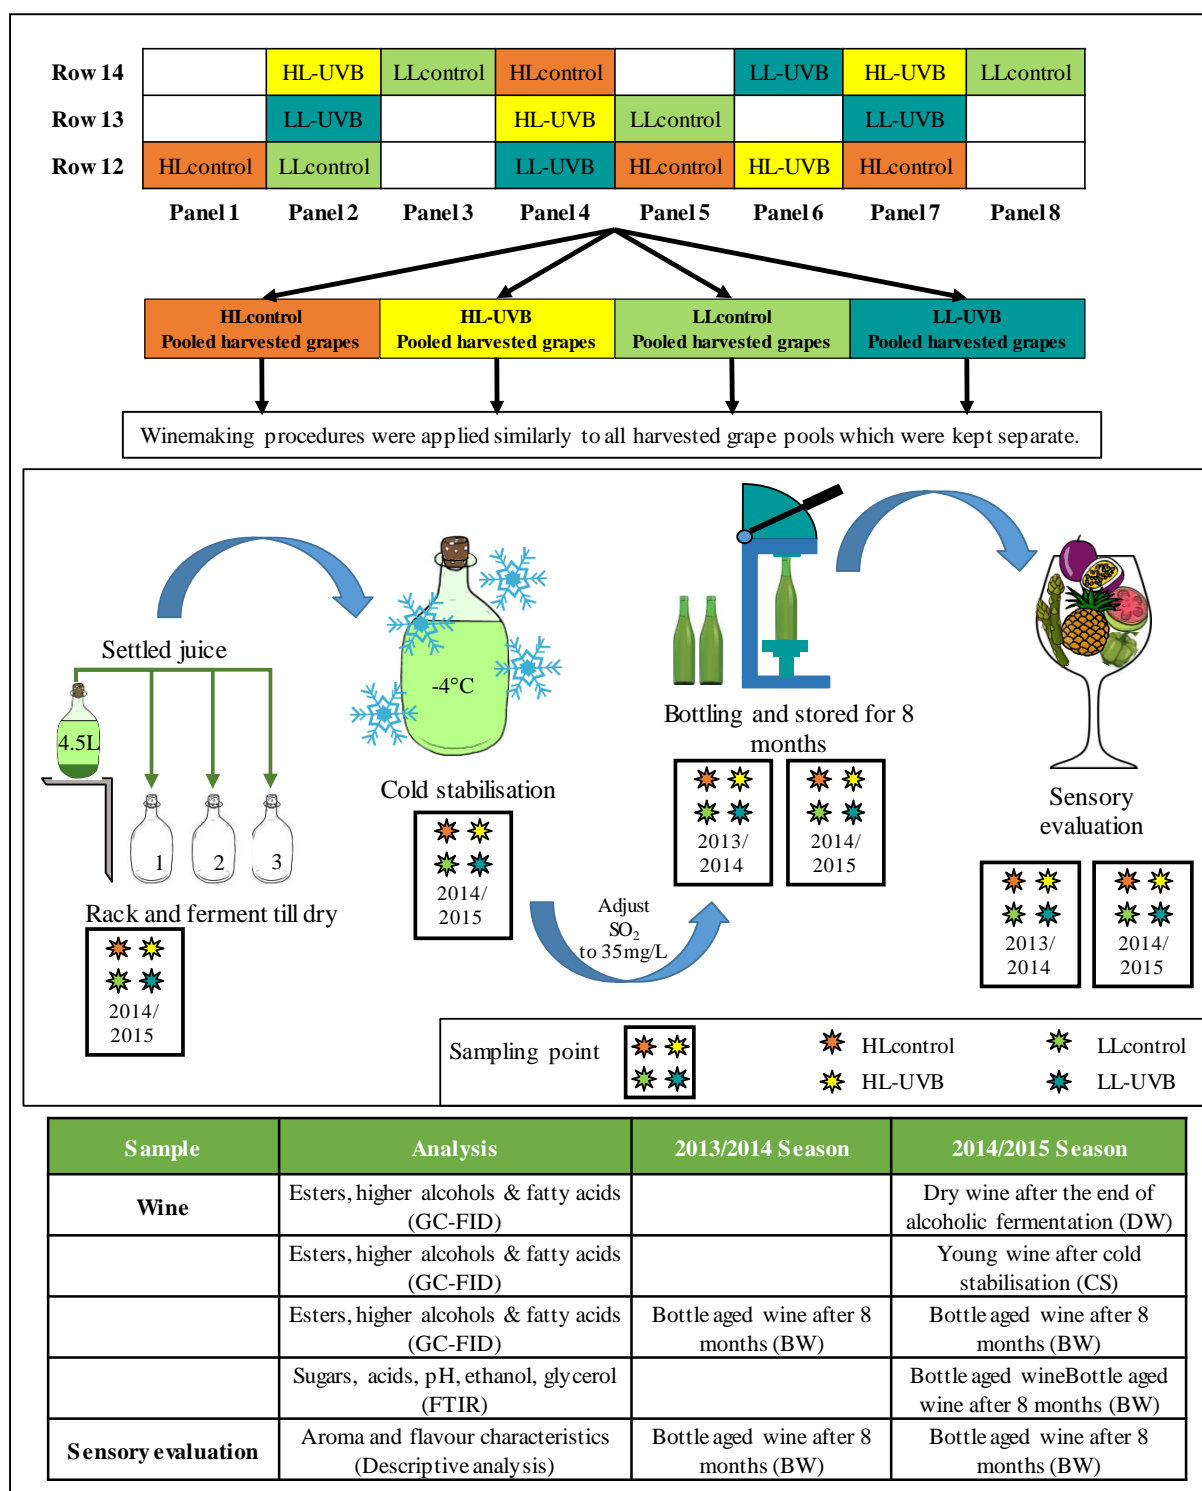 Row 14 HL-UVB LLcontrol HLcontrol LL-UVB HL-UVB LLcontrol
Row 13 LL-UVB HL-UVB LLcontrol LL-UVB
Row 12 HLcontrol LLcontrol LL-UVB HLcontrol HL-UVB HLcontrol
Panel 1 Panel 2 Panel 3 Panel 4 Panel 5 Panel 6 Panel 7 Panel 8
HLcontrol
Pooled harvested grapes
HL-UVB
Pooled harvested grapes
LLcontrol
Pooled harvested grapes
LL-UVB
Pooled harvested grapes
Winemaking procedures were applied similarly to all harvested grape pools which were kept separate.
Settled juice
4.5L
1 2 3
Rack and ferment till dry
2014/
2015
-4°C
Cold stabilisation
2014/
2015
Adjust
SO2
to 35mg/L
Bottling and stored for 8
months
2013/
2014
2014/
2015
Sensory
evaluation
2013/
2014
2014/
2015
Sampling point
HLcontrol LLcontrol
HL-UVB LL-UVB
Sample Analysis 2013/2014 Season 2014/2015 Season
Wine
Esters, higher alcohols & fatty acids
(GC-FID)
Dry wine after the end of
alcoholic fermentation (DW)
Esters, higher alcohols & fatty acids
(GC-FID)
Young wine after cold
stabilisation (CS)
Esters, higher alcohols & fatty acids
(GC-FID)
Bottle aged wine after 8
months (BW)
Bottle aged wine after 8
months (BW)
Sugars, acids, pH, ethanol, glycerol
(FTIR)
Bottle aged wineBottle aged
wine after 8 months (BW)
Sensory evaluation
Aroma and flavour characteristics
(Descriptive analysis)
Bottle aged wine after 8
months (BW)
Bottle aged wine after 8
months (BW)